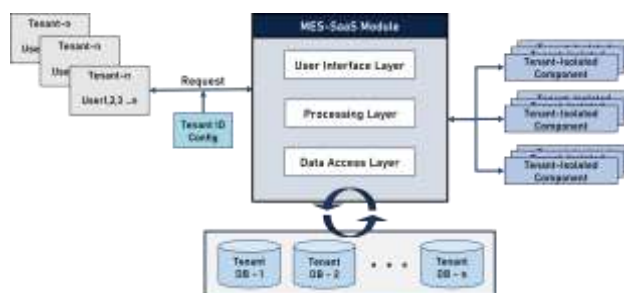 Tenant-n
Use
Tenant-n
Use
Tenant-n
User1,2,3 ...n
Request
Tenant ID
Config
MES-SaaS Module
User Interface Layer
Processing Layer
Data Access Layer
Tenant-Isolated
Component
Tenant-Isolated
Component
Tenant-Isolated
Component
Tenant
DB - 1
Tenant
DB - 2
• • •
Tenant
DB - n